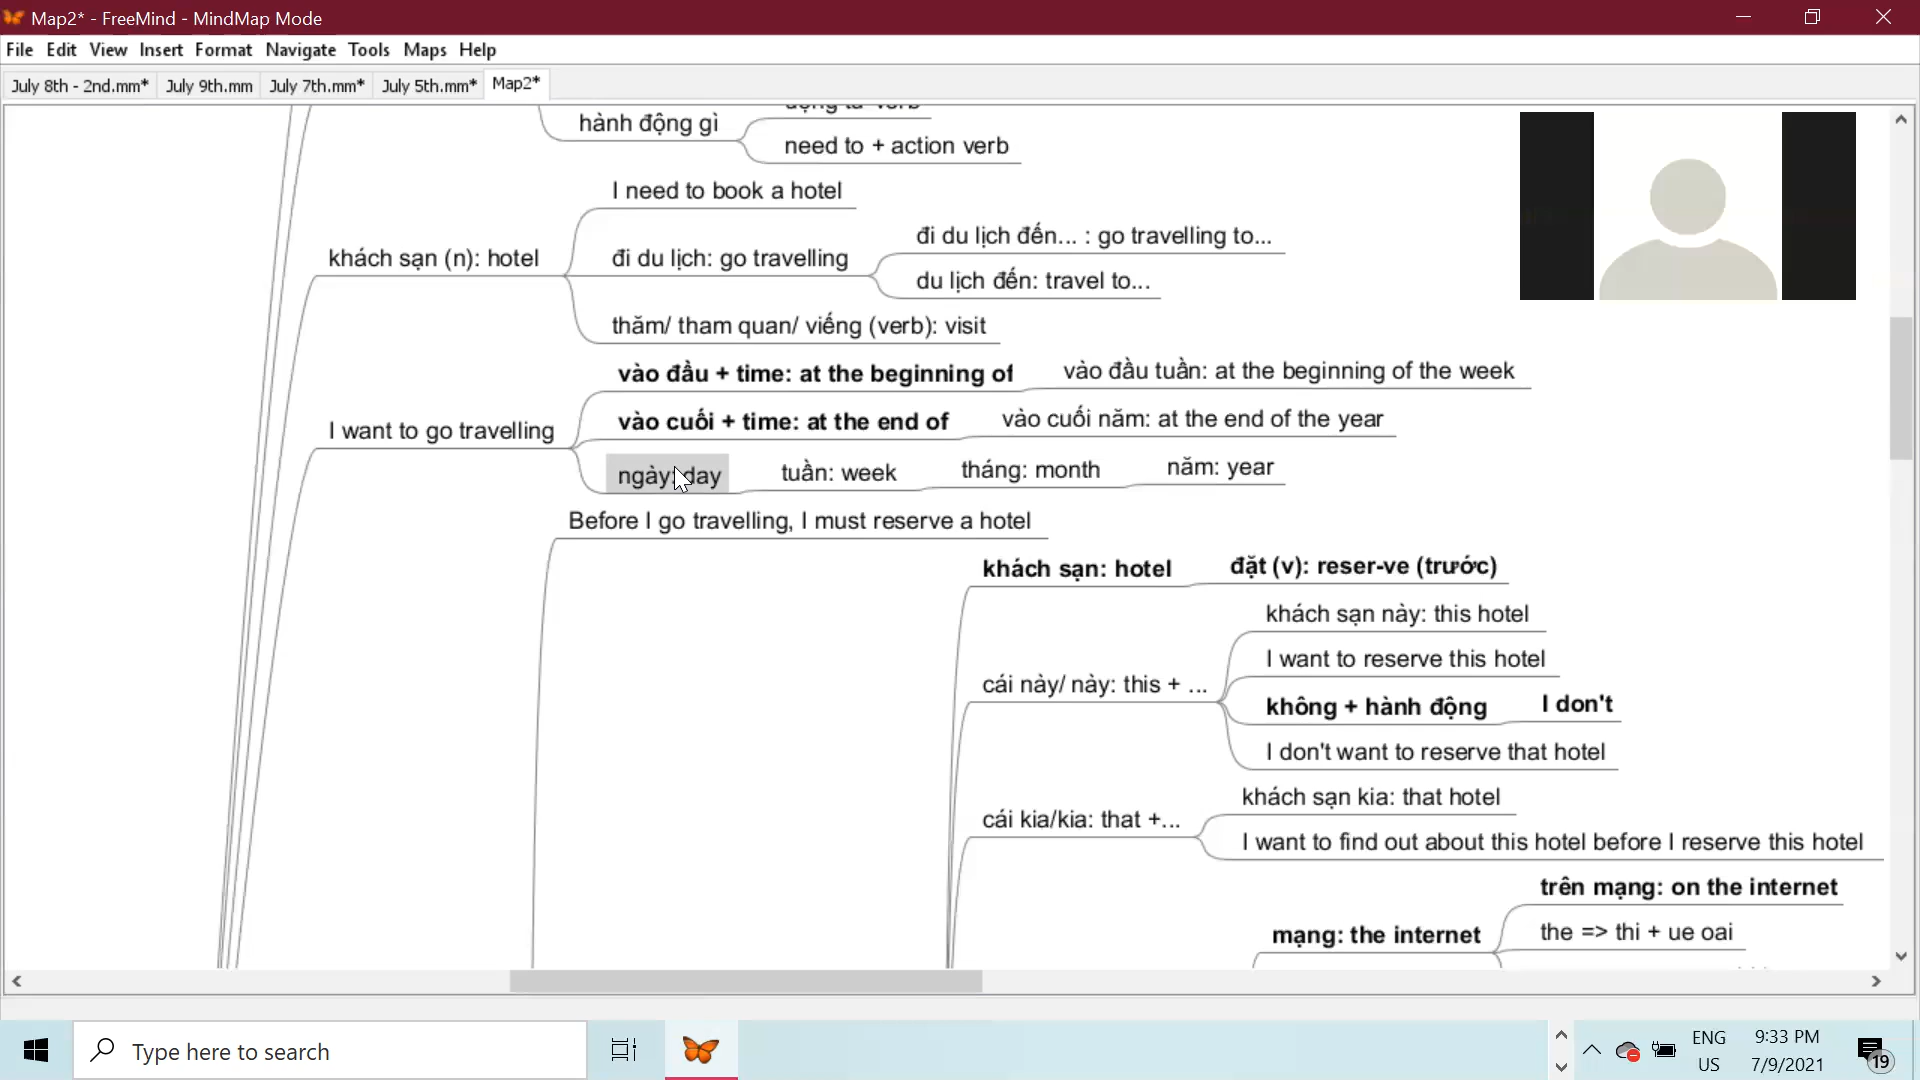 Map2* - FreeMind - MindMap Mode
File Edit View Insert Format Navigate Tools Maps Help
July 8th - 2nd.mm* July 9th.mm July 7th.mm* July 5th.mm* Map2*
hành động gì
need to + action verb
I need to book a hotel
khách sạn (n): hotel
đi du lịch: go travelling
đi du lịch đến... : go travelling to...
du lịch đến: travel to...
thăm/ tham quan/ viếng (verb): visit
I want to go travelling
vào đầu + time: at the beginning of
vào đầu tuần: at the beginning of the week
vào cuối + time: at the end of
vào cuối năm: at the end of the year
ngày: day
tuần: week
tháng: month
năm: year
Before I go travelling, I must reserve a hotel
khách sạn: hotel
đặt (v): reser-ve (trước)
cái này/ này: this + ...
khách sạn này: this hotel
I want to reserve this hotel
không + hành động
I don't
I don't want to reserve that hotel
cái kia/kia: that +...
khách sạn kia: that hotel
I want to find out about this hotel before I reserve this hotel
mạng: the internet
trên mạng: on the internet
the => thi + ue oai
Type here to search
ENG
US
9:33 PM
7/9/2021
19